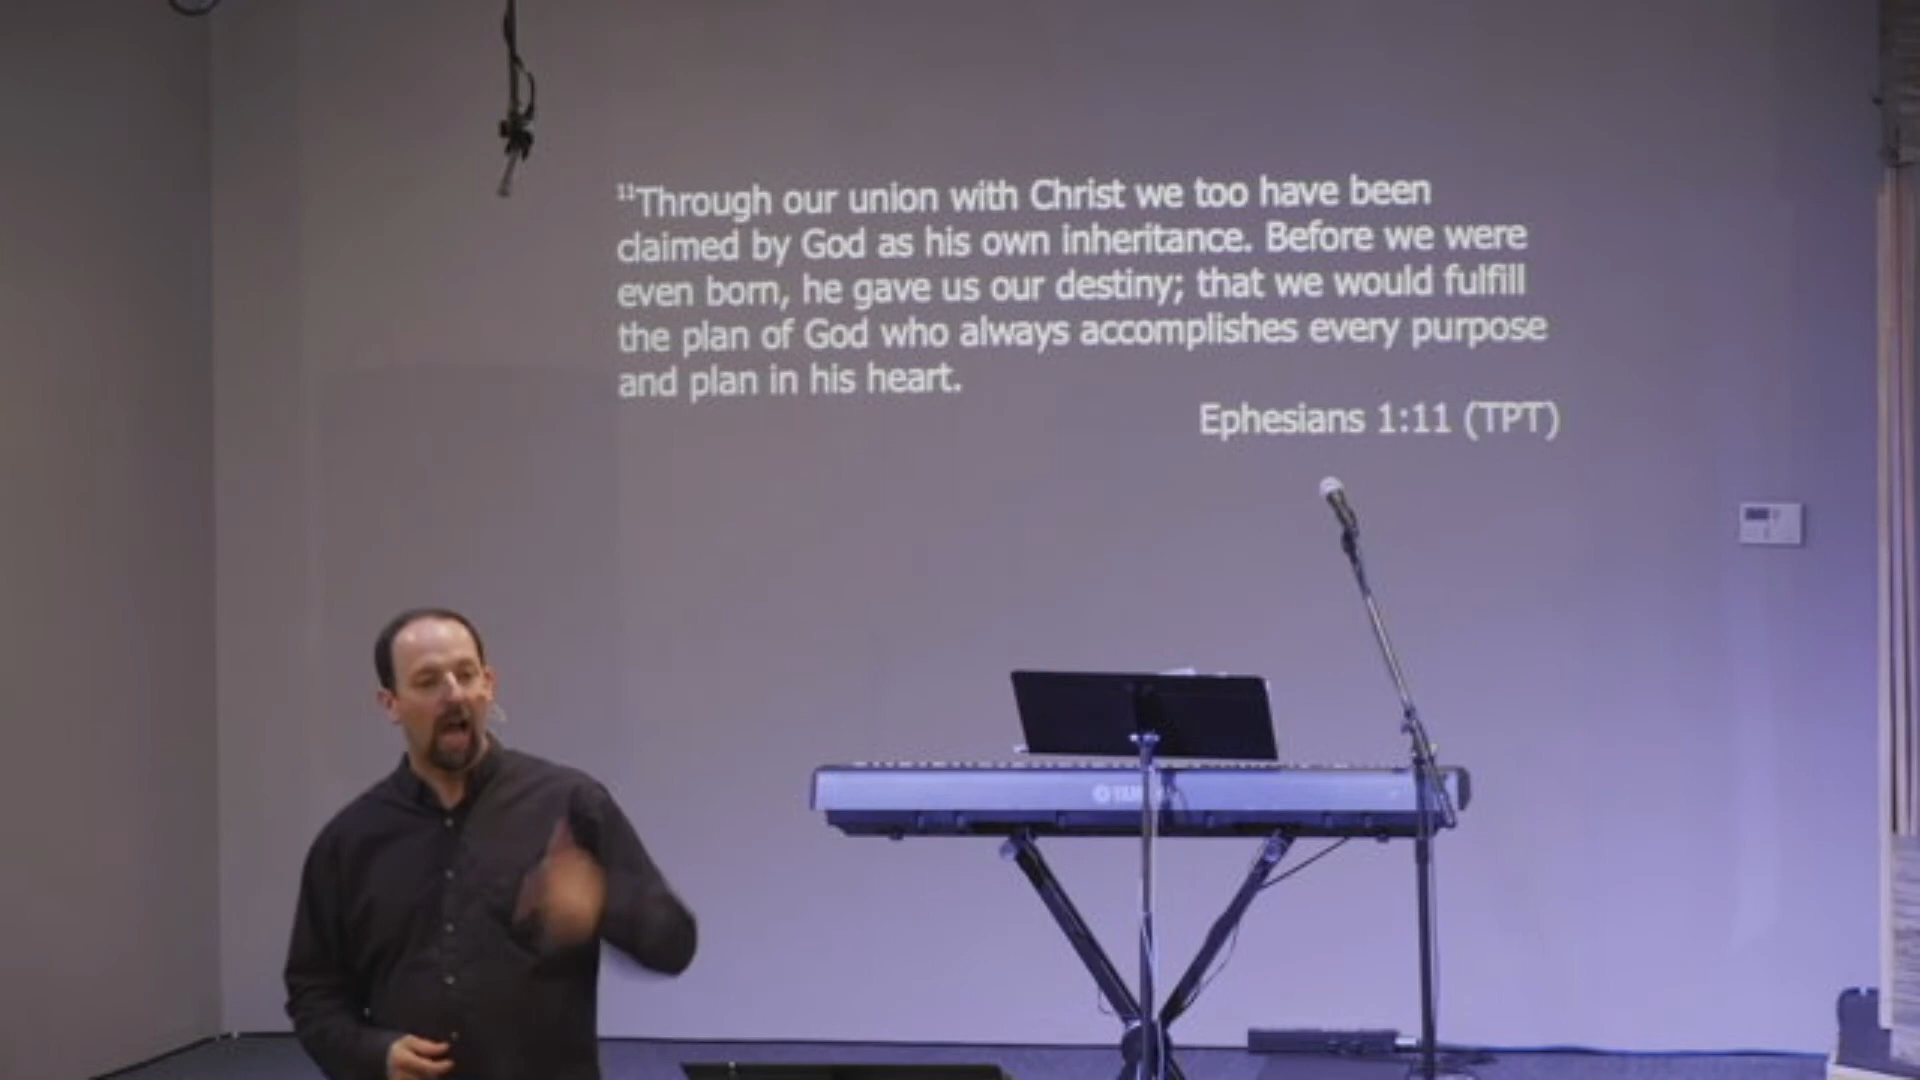 ¹¹Through our union with Christ we too have been
claimed by God as his own inheritance. Before we were
even born, he gave us our destiny; that we would fulfill
the plan of God who always accomplishes every purpose
and plan in his heart.
Ephesians 1:11 (TPT)